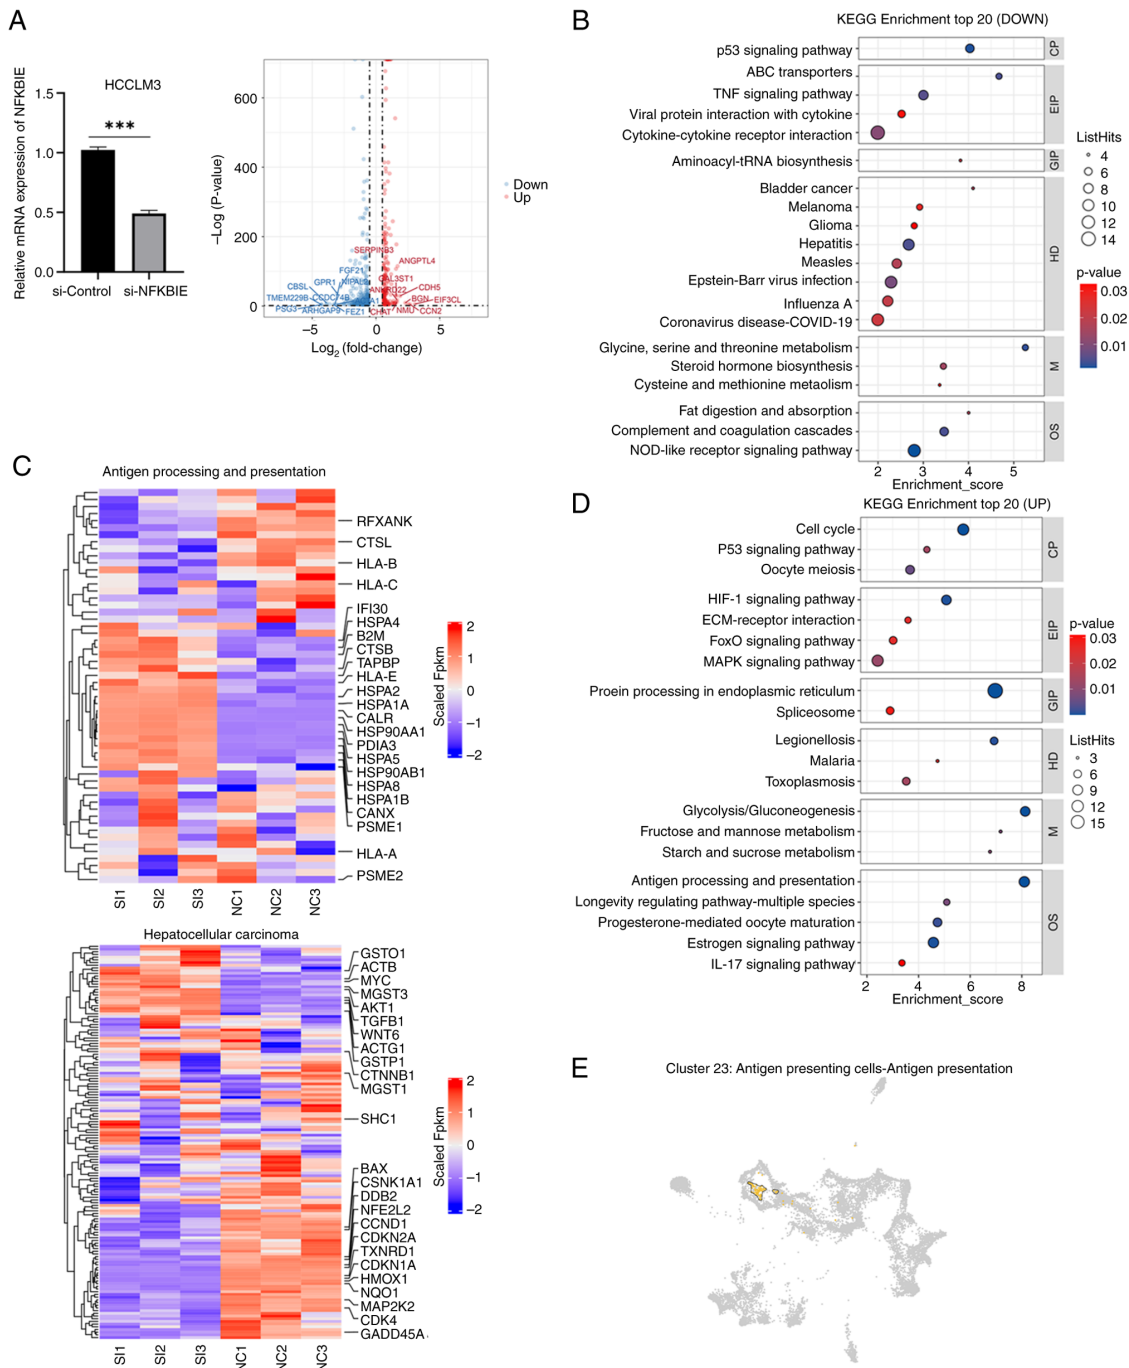 A
HCCLM3
Relative mRNA expression of NFKBIE
1.5
1.0
0.5
0.0
***
si-Control
si-NFKBIE
−Log (P-value)
600
400
200
0
SERPINB3
ANGPTL4
FGF21
CBSL
GPR1
NIPAL
GAL3ST1
ANKRD22
CDH5
TMEM229B
CCDC74B
BGN
EIF3CL
PSG3
ARHGAP9
FEZ1
CHAT
NMU
CCN2
−5
0
5
Log2 (fold-change)
Down
Up
B
KEGG Enrichment top 20 (DOWN)
p53 signaling pathway
ABC transporters
TNF signaling pathway
Viral protein interaction with cytokine
Cytokine-cytokine receptor interaction
Aminoacyl-tRNA biosynthesis
Bladder cancer
Melanoma
Glioma
Hepatitis
Measles
Epstein-Barr virus infection
Influenza A
Coronavirus disease-COVID-19
Glycine, serine and threonine metabolism
Steroid hormone biosynthesis
Cysteine and methionine metaolism
Fat digestion and absorption
Complement and coagulation cascades
NOD-like receptor signaling pathway
CP
EIP
GIP
HD
M
OS
2
3
4
5
Enrichment_score
ListHits
4
6
8
10
12
14
p-value
0.03
0.02
0.01
C
Antigen processing and presentation
RFXANK
CTSL
HLA-B
HLA-C
IFI30
HSPA4
B2M
CTSB
TAPBP
HLA-E
HSPA2
HSPA1A
CALR
HSP90AA1
PDIA3
HSPA5
HSP90AB1
HSPA8
HSPA1B
CANX
PSME1
HLA-A
PSME2
SI1
SI2
SI3
NC1
NC2
NC3
Scaled Fpkm
2
1
0
−1
−2
Hepatocellular carcinoma
GSTO1
ACTB
MYC
MGST3
AKT1
TGFB1
WNT6
ACTG1
GSTP1
CTNNB1
MGST1
SHC1
BAX
CSNK1A1
DDB2
NFE2L2
CCND1
CDKN2A
TXNRD1
CDKN1A
HMOX1
NQO1
MAP2K2
CDK4
GADD45A
SI1
SI2
SI3
NC1
NC2
NC3
Scaled Fpkm
2
1
0
−1
−2
D
KEGG Enrichment top 20 (UP)
Cell cycle
P53 signaling pathway
Oocyte meiosis
HIF-1 signaling pathway
ECM-receptor interaction
FoxO signaling pathway
MAPK signaling pathway
Proein processing in endoplasmic reticulum
Spliceosome
Legionellosis
Malaria
Toxoplasmosis
Glycolysis/Gluconeogenesis
Fructose and mannose metabolism
Starch and sucrose metabolism
Antigen processing and presentation
Longevity regulating pathway-multiple species
Progesterone-mediated oocyte maturation
Estrogen signaling pathway
IL-17 signaling pathway
CP
EIP
GIP
HD
M
OS
2
4
6
8
Enrichment_score
p-value
0.03
0.02
0.01
ListHits
3
6
9
12
15
E
Cluster 23: Antigen presenting cells-Antigen presentation